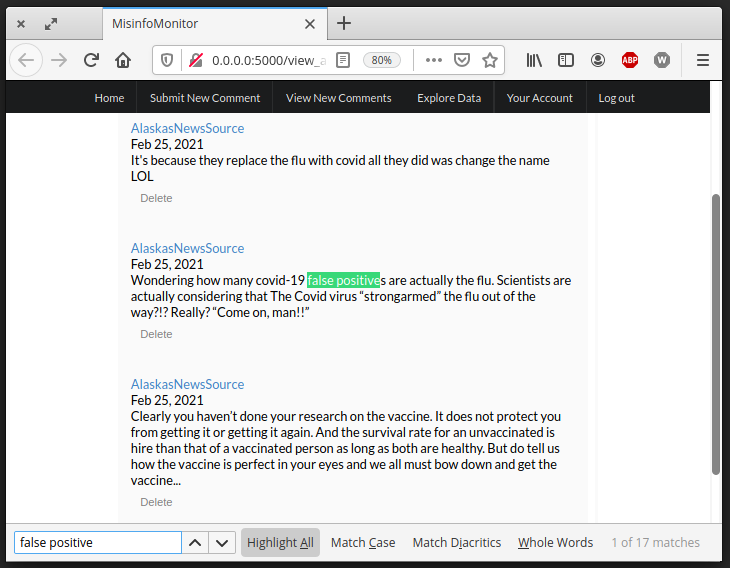 MisinfoMonitor
0.0.0.0:5000/view_a
80%
ABP
W
Home Submit New Comment View New Comments Explore Data Your Account Log out
AlaskasNewsSource
Feb 25, 2021
It's because they replace the flu with covid all they did was change the name
LOL
Delete
AlaskasNewsSource
Feb 25, 2021
Wondering how many covid-19 false positives are actually the flu. Scientists are
actually considering that The Covid virus “strongarmed” the flu out of the
way?!? Really? “Come on, man!!”
Delete
AlaskasNewsSource
Feb 25, 2021
Clearly you haven't done your research on the vaccine. It does not protect you
from getting it or getting it again. And the survival rate for an unvaccinated is
hire than that of a vaccinated person as long as both are healthy. But do tell us
how the vaccine is perfect in your eyes and we all must bow down and get the
vaccine...
Delete
false positive Highlight All Match Case Match Diacritics Whole Words 1 of 17 matches